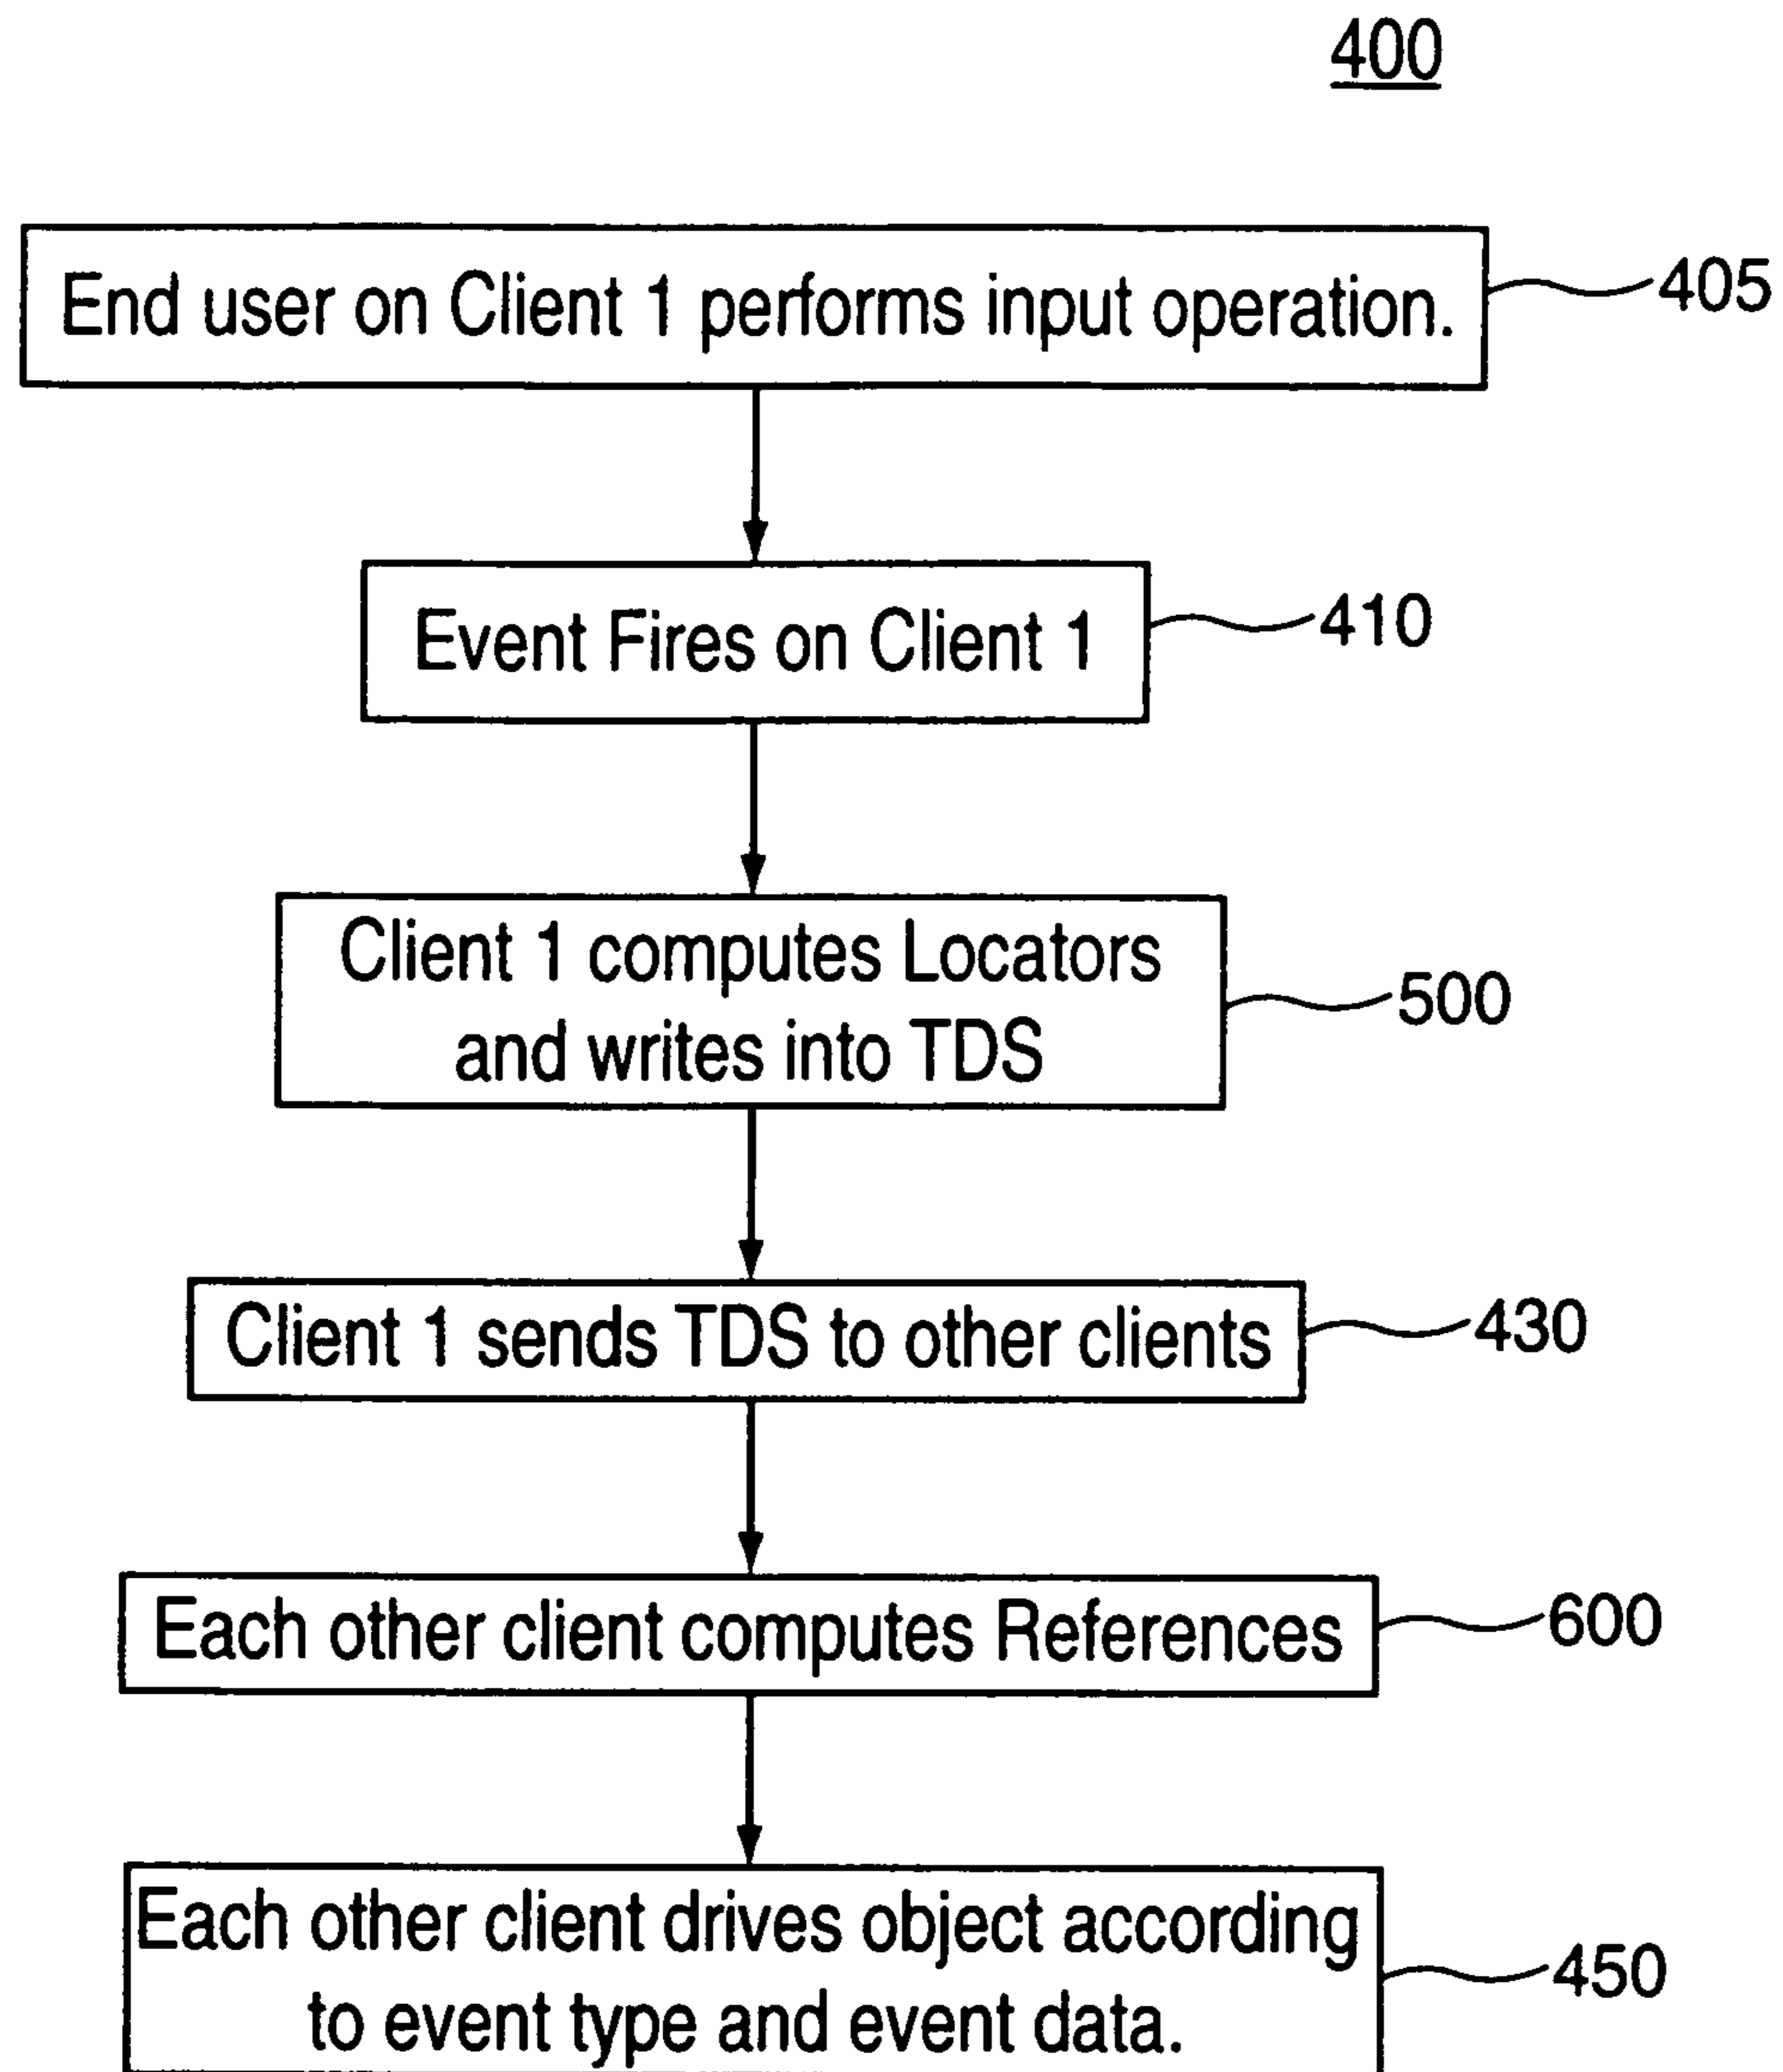 400
End user on Client 1 performs input operation.
405
Event Fires on Client 1
410
Client 1 computes Locators
and writes into TDS
500
Client 1 sends TDS to other clients
430
Each other client computes References
600
Each other client drives object according
to event type and event data.
450